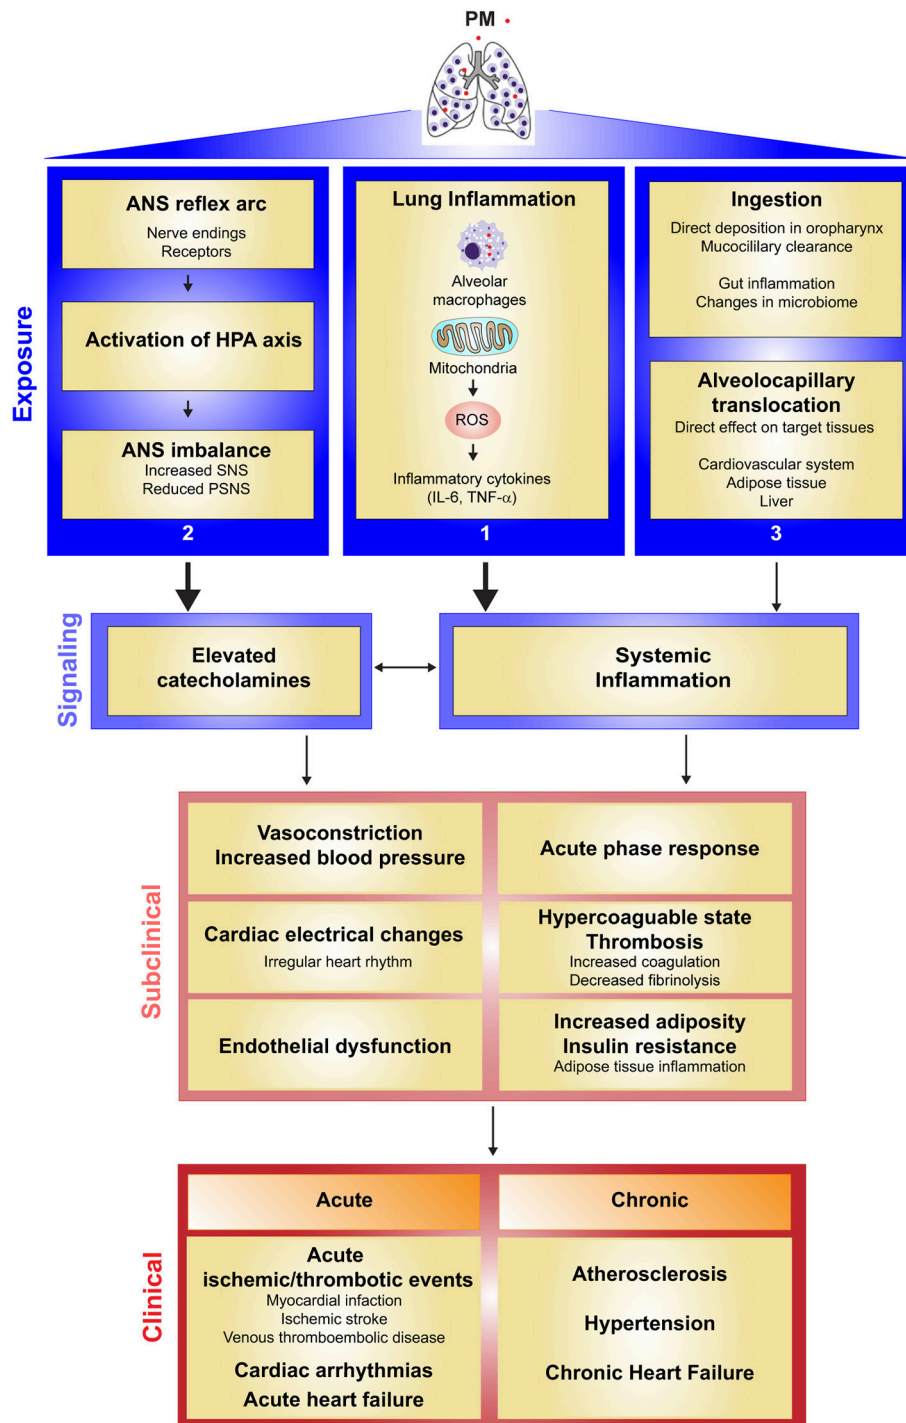 PM
Exposure
ANS reflex arc
Nerve endings
Receptors
Activation of HPA axis
ANS imbalance
Increased SNS
Reduced PSNS
2
Lung Inflammation
Alveolar
macrophages
Mitochondria
ROS
Inflammatory cytokines
(IL-6, TNF-α)
1
Ingestion
Direct deposition in oropharynx
Mucocillary clearance
Gut inflammation
Changes in microbiome
Alveolocapillary
translocation
Direct effect on target tissues
Cardiovascular system
Adipose tissue
Liver
3
Signaling
Elevated
catecholamines
Systemic
Inflammation
Subclinical
Vasoconstriction
Increased blood pressure
Acute phase response
Cardiac electrical changes
Irregular heart rhythm
Hypercoaguable state
Thrombosis
Increased coagulation
Decreased fibrinolysis
Endothelial dysfunction
Increased adiposity
Insulin resistance
Adipose tissue inflammation
Clinical
Acute
Acute
ischemic/thrombotic events
Myocardial infaction
Ischemic stroke
Venous thromboembolic disease
Cardiac arrhythmias
Acute heart failure
Chronic
Atherosclerosis
Hypertension
Chronic Heart Failure